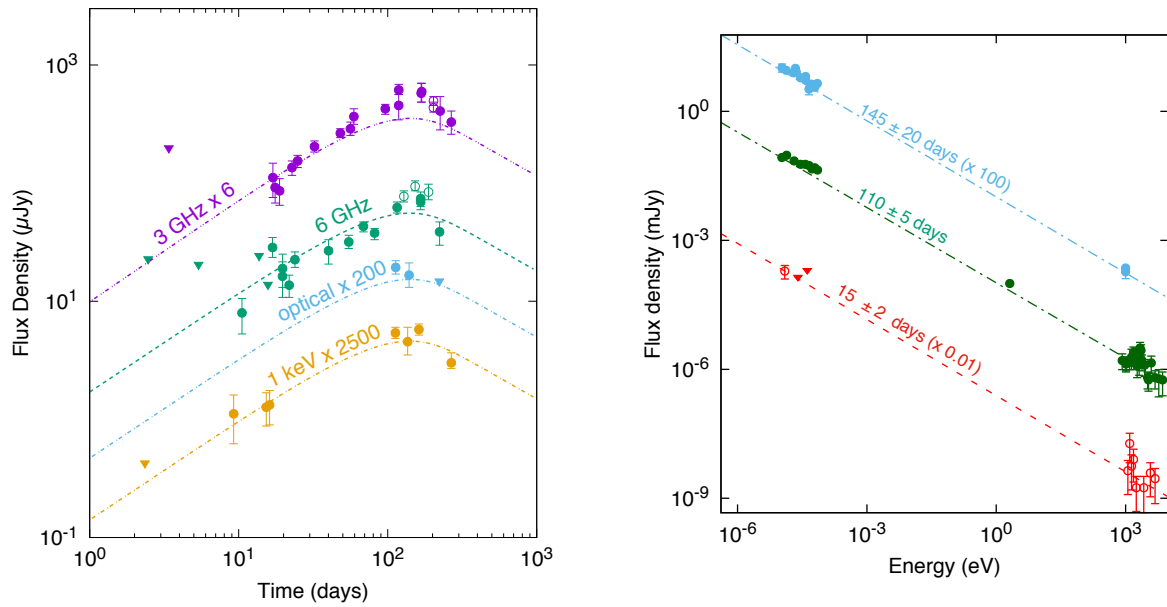 10³
10¹
10⁻¹
Flux Density (μJy)
3 GHz x 6
6 GHz
optical x 200
1 keV x 2500
10⁰
10¹
10²
10³
Time (days)
10⁰
10⁻³
10⁻⁶
10⁻⁹
Flux density (mJy)
145 ± 20 days (x 100)
110 ± 5 days
15 ± 2 days (x 0.01)
10⁻⁶
10⁻³
10⁰
10³
Energy (eV)